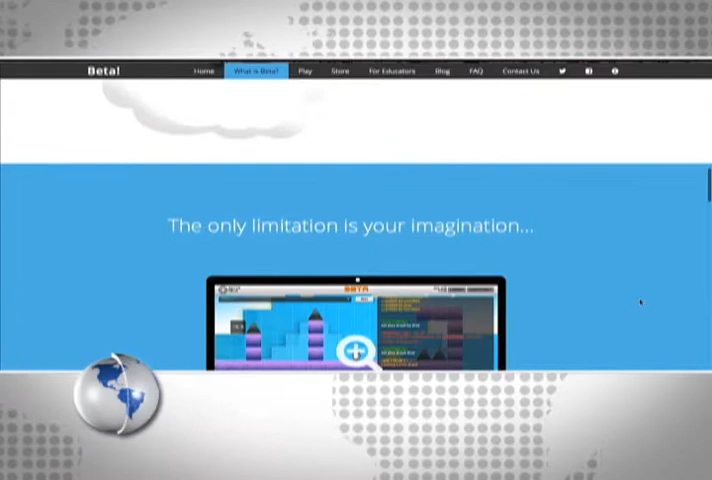 Beta! Home What is Beta? Play Store For Educators Blog FAQ Contact Us
The only limitation is your imagination...
BETA